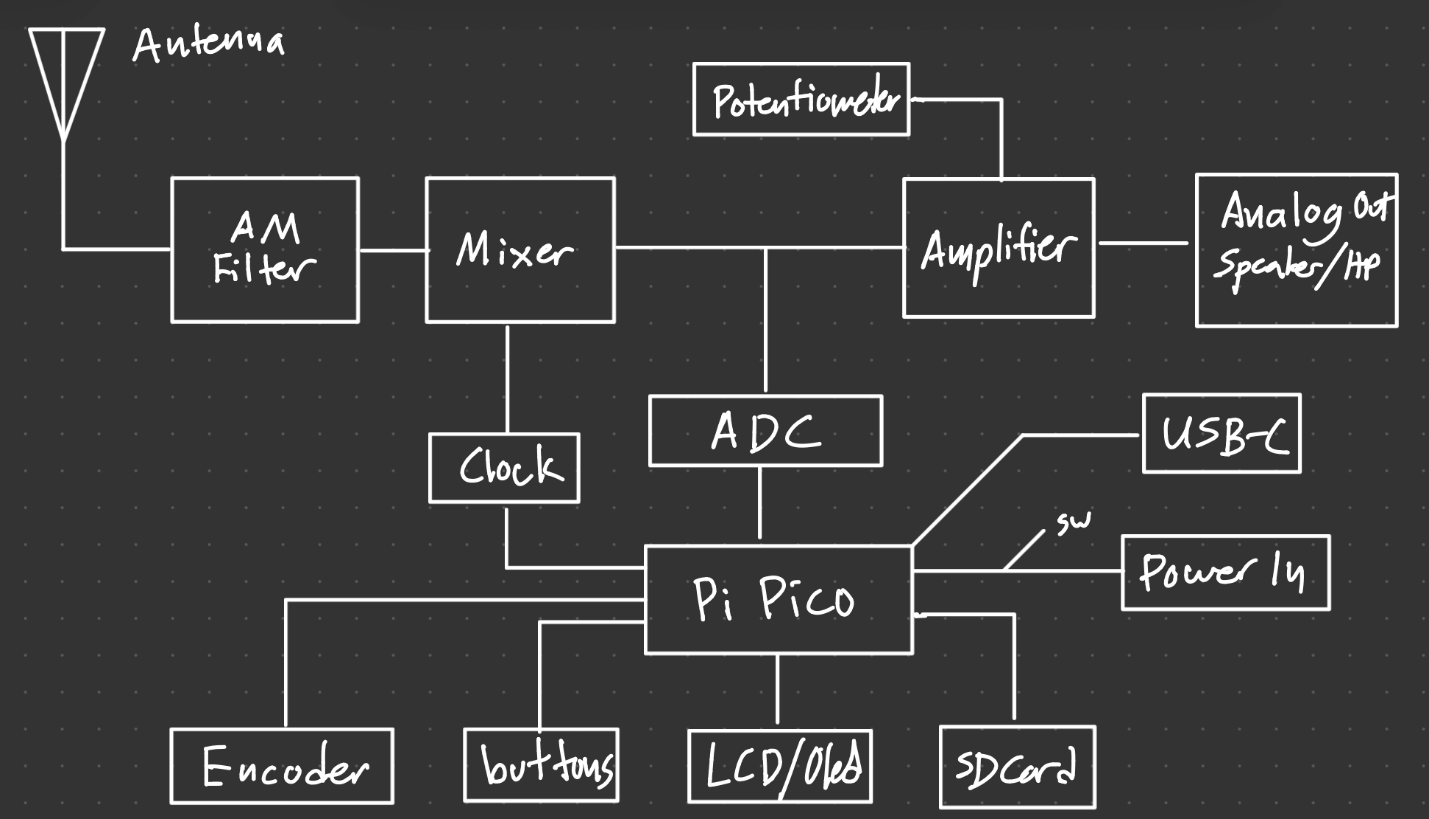 Antenna
Potentiometer
AM
Filter
Mixer
Amplifier
Analog Out
Speaker/HP
Clock
ADC
USB-C
sw
Power In
Pi Pico
Encoder
buttons
LCD/Oled
SDCard